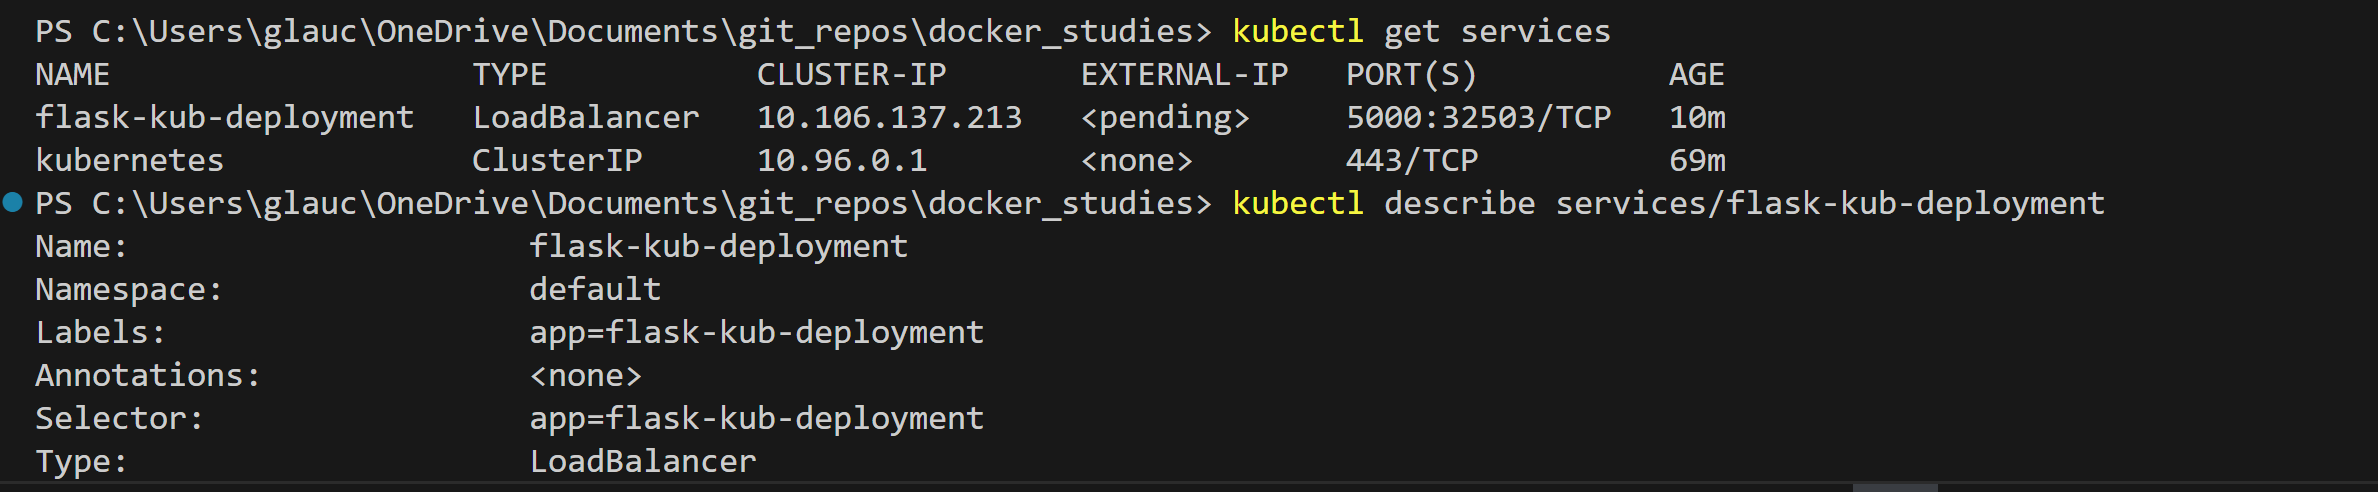 PS C:\Users\glauc\OneDrive\Documents\git_repos\docker_studies> kubectl get services
NAME TYPE CLUSTER-IP EXTERNAL-IP PORT(S) AGE
flask-kub-deployment LoadBalancer 10.106.137.213 <pending> 5000:32503/TCP 10m
kubernetes ClusterIP 10.96.0.1 <none> 443/TCP 69m
PS C:\Users\glauc\OneDrive\Documents\git_repos\docker_studies> kubectl describe services/flask-kub-deployment
Name: flask-kub-deployment
Namespace: default
Labels: app=flask-kub-deployment
Annotations: <none>
Selector: app=flask-kub-deployment
Type: LoadBalancer